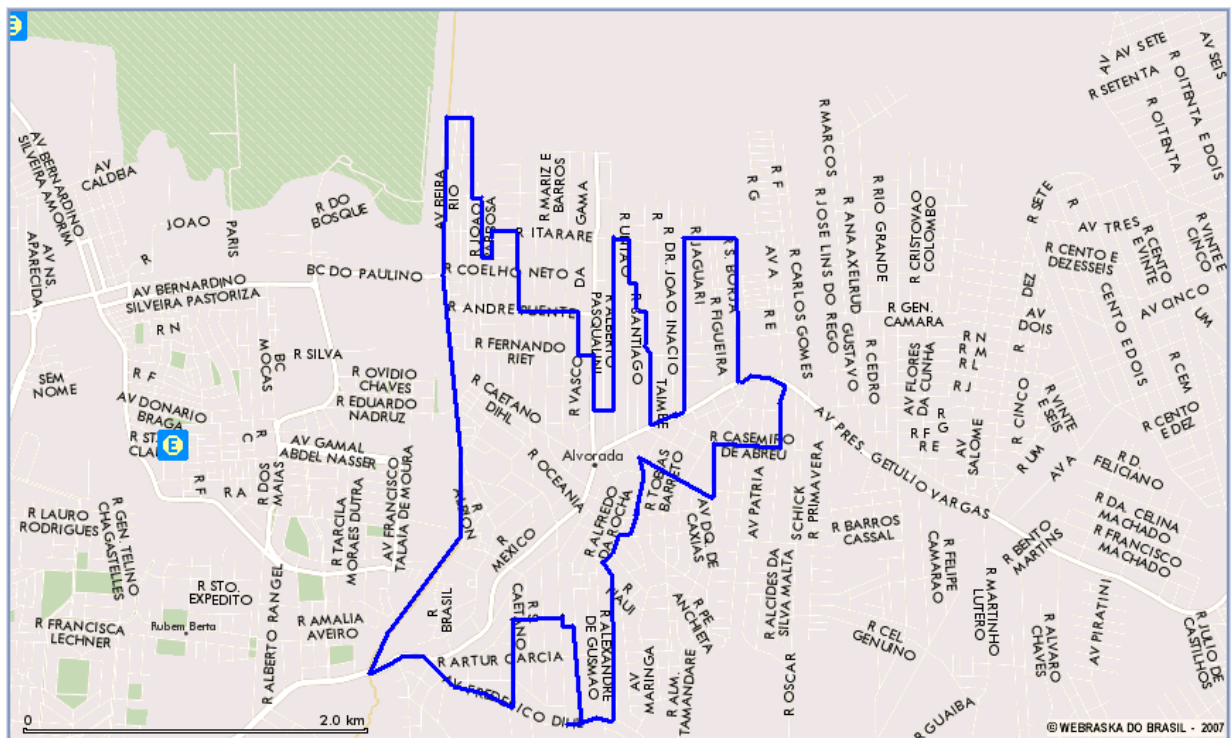 AV BERNARDINO
SILVEIRA AMORIM
AV
CALDEIA
JOAO
PARIS
R
R DO
BOSQUE
AV NS.
APARECIDA
AV BERNARDINO
SILVEIRA PASTORIZA
BC DO PAULINO
AV BEIRA
RIO
R JOAO
BARBOSA
R MARIZ E
BARROS
R ITARARE
R COELHO NETO
DA
GAMA
R ANDRE PUENTE
R FERNANDO
RIET
R VASCO
R ALBERTO
PASQUALINI
R SANTIAGO
R DR. JOAO INACIO
TAIMBE
R JAGUARI
R FIGUEIRA
R S. BORJA
R G
R F
AV A
R E
R CARLOS GOMES
R MARCOS
R JOSE LINS DO REGO
R ANA AXELRUD
GUSTAVO
R RIO GRANDE
R CEDRO
R CRISTOVAO
COLOMBO
R GEN.
CAMARA
AV FLORES
DA CUNHA
R N
R M
R L
R J
R G
R F
R E
AV
SALOME
R CINCO
R UM
R VINTE
E SEIS
AV A
R DEZ
AV
DOIS
R SETE
R
AV TRES
R CENTO E
DEZESSEIS
R CENTO
E VINTE
R VINTE E
CINCO
AV CINCO
UM
CENTO E DOIS
R CEM
R CENTO
E DEZ
AV SEIS
AV SETE
AV
R SETENTA
R OITENTA E DOIS
R OITENTA
SEM
NOME
R N
R F
AV DONARIO
BRAGA
E
BC
MOCAS
R SILVA
R OVIDIO
CHAVES
R EDUARDO
NADRUZ
AV GAMAL
ABDEL NASSER
R C
R DOS
MAIAS
R F
R A
R LAURO
RODRIGUES
R GEN. TELINO
CHAGASTELLES
R FRANCISCA
LECHNER
R STO.
EXPEDITO
Rubem Berta
R ALBERTO RANGEL
R AMALIA
AVEIRO
R TARCILA
MORAES DUTRA
AV FRANCISCO
TALAIA DE MOURA
R
ALBION
R
BRASIL
R
MEXICO
R OCEANIA
R CAETANO
DIHL
Alvorada
R ALFREDO
DA ROCHA
R TOBIAS
BARRETO
R CASEMIRO
DE ABREU
AV DQ. DE
CAXIAS
AV PATRIA
SCHICK
R PRIMAVERA
AV PRES.
GETULIO VARGAS
R BARROS
CASSAL
R FELIPE
CAMARAO
R MARTINHO
LUTERO
R BENTO
MARTINS
R D.
FELICIANO
R DA. CELINA
MACHADO
R FRANCISCO
MACHADO
R ALVARO
CHAVES
AV PIRATINI
R JULIO DE
CASTILHOS
R CEL
GENUINO
R GUAIBA
R ALCIDES DA
SILVA MALTA
R OSCAR
R PE.
ANCHIETA
R ALM.
TAMANDARE
AV
MARINGA
R
HAUI
R ALEXANDRE
DE GUSMAO
R S.
CAETANO
R ARTUR GARCIA
AV FREDERICO DIHL
0
2.0 km
© WEBRASKA DO BRASIL - 2007